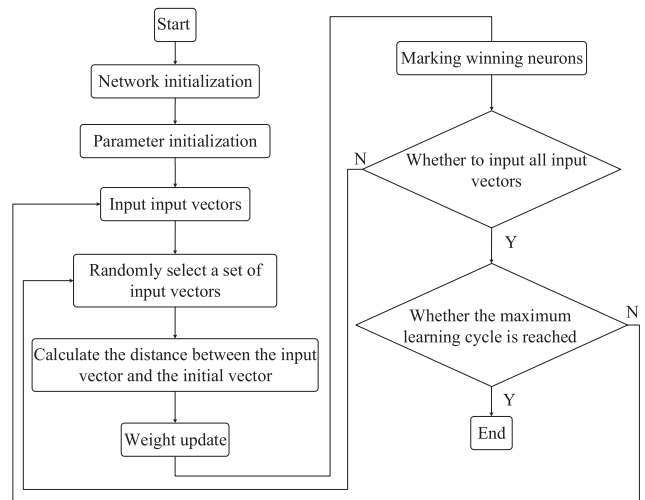 Start
Network initialization
Parameter initialization
Input input vectors
Randomly select a set of
input vectors
Calculate the distance between the input
vector and the initial vector
Weight update
Marking winning neurons
N
Whether to input all input
vectors
Y
Whether the maximum
learning cycle is reached
N
Y
End